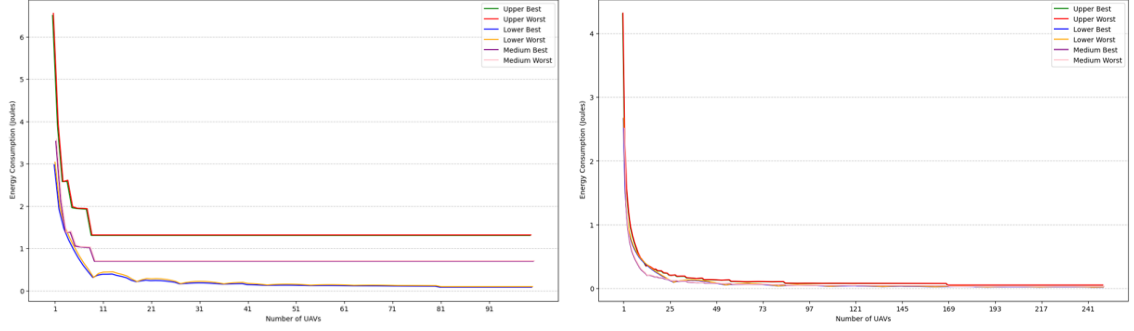 Upper Best
Upper Worst
Lower Best
Lower Worst
Medium Best
Medium Worst
Energy Consumption (Joules)
6
5
4
3
2
1
0
1 11 21 31 41 51 61 71 81 91
Number of UAVs
Upper Best
Upper Worst
Lower Best
Lower Worst
Medium Best
Medium Worst
Energy Consumption (Joules)
4
3
2
1
0
1 25 49 73 97 121 145 169 193 217 241
Number of UAVs